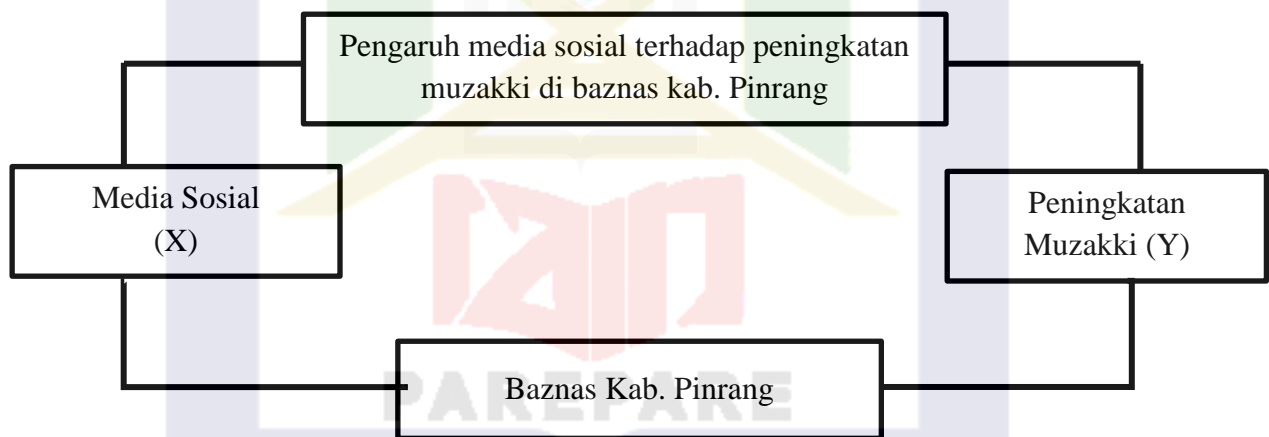 Pengaruh media sosial terhadap peningkatan
muzakki di baznas kab. Pinrang
Media Sosial
(X)
Peningkatan
Muzakki (Y)
Baznas Kab. Pinrang
PAREPARE